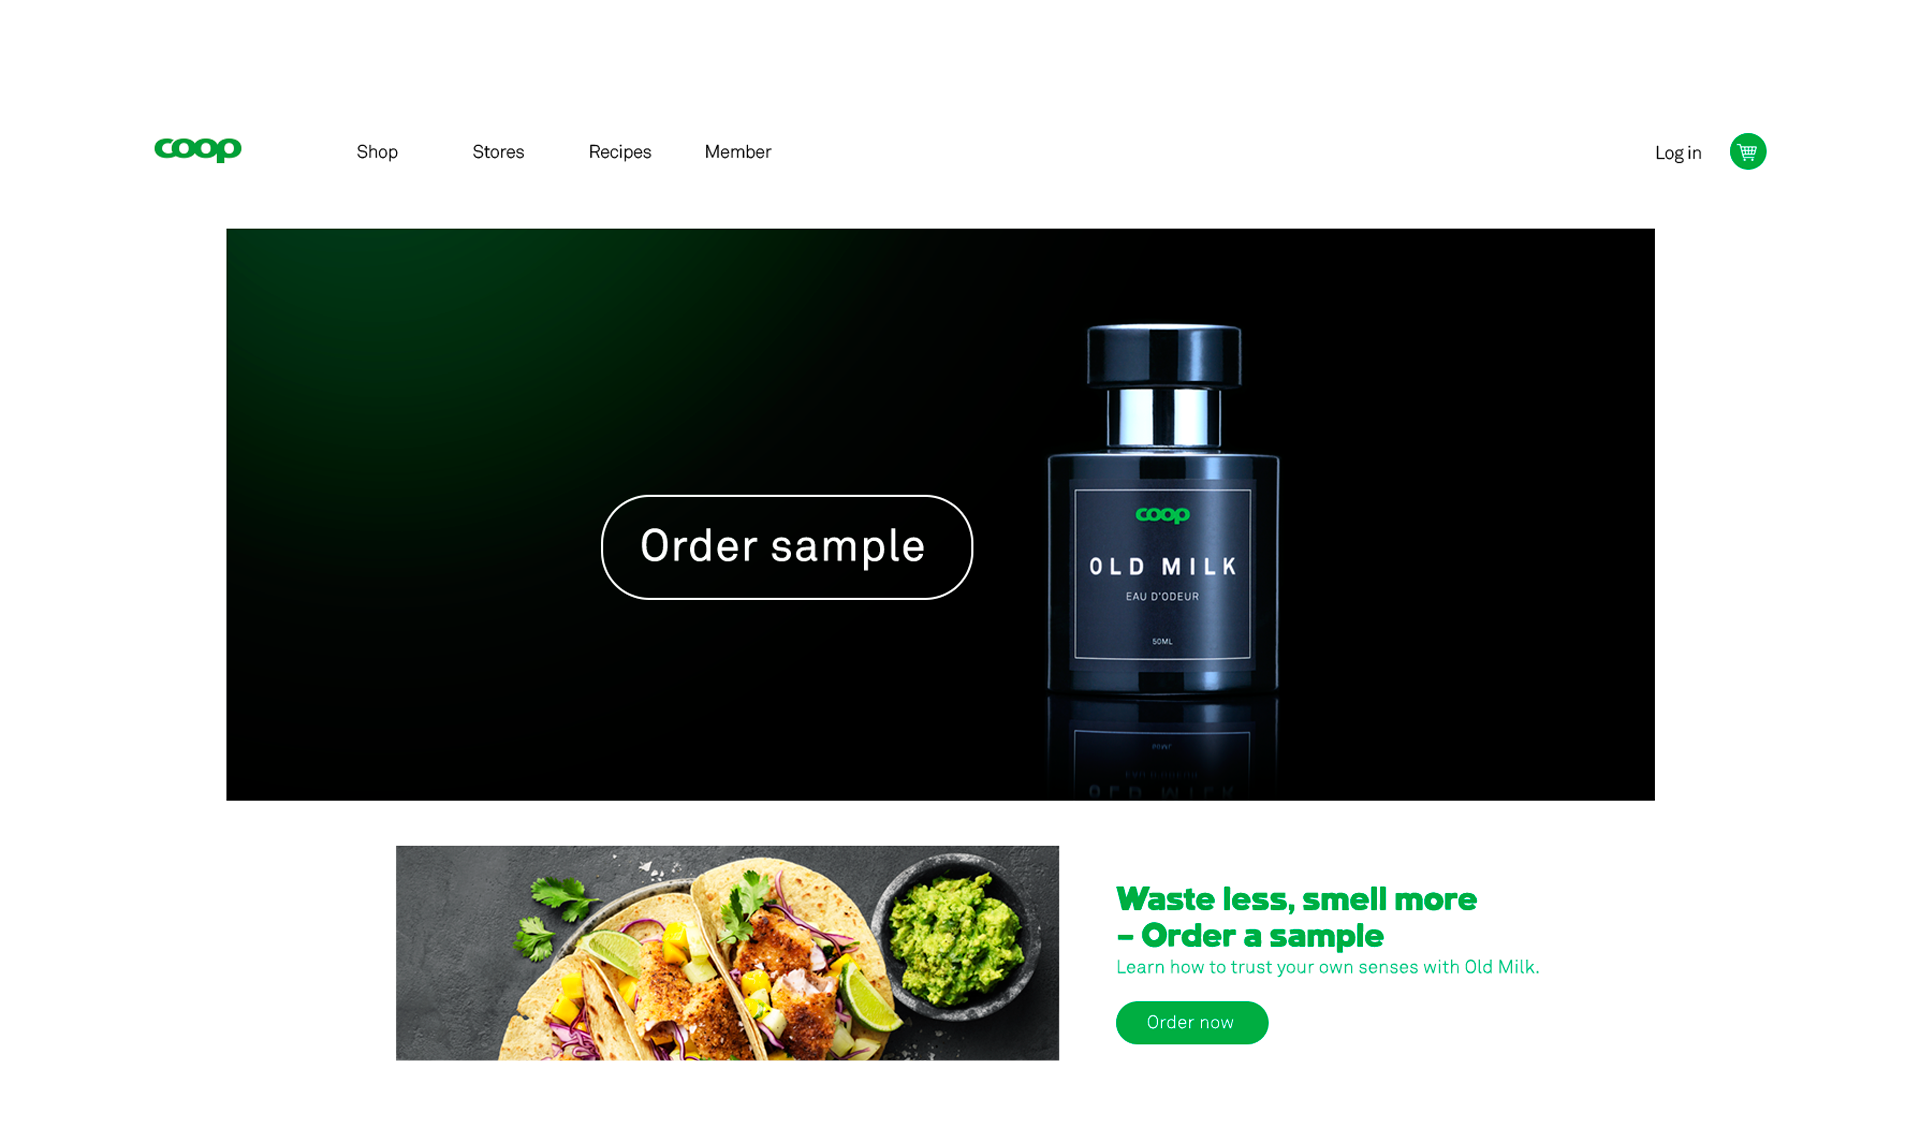 coop
Shop
Stores
Recipes
Member
Log in
Order sample
coop
OLD MILK
EAU D'ODEUR
50ML
Waste less, smell more
– Order a sample
Learn how to trust your own senses with Old Milk.
Order now